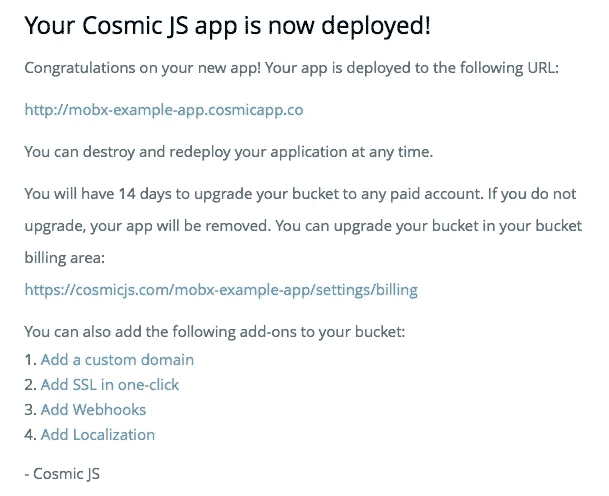 Your Cosmic JS app is now deployed!
Congratulations on your new app! Your app is deployed to the following URL:
http://mobx-example-app.cosmicapp.co
You can destroy and redeploy your application at any time.
You will have 14 days to upgrade your bucket to any paid account. If you do not
upgrade, your app will be removed. You can upgrade your bucket in your bucket
billing area:
https://cosmicjs.com/mobx-example-app/settings/billing
You can also add the following add-ons to your bucket:
1. Add a custom domain
2. Add SSL in one-click
3. Add Webhooks
4. Add Localization
- Cosmic JS